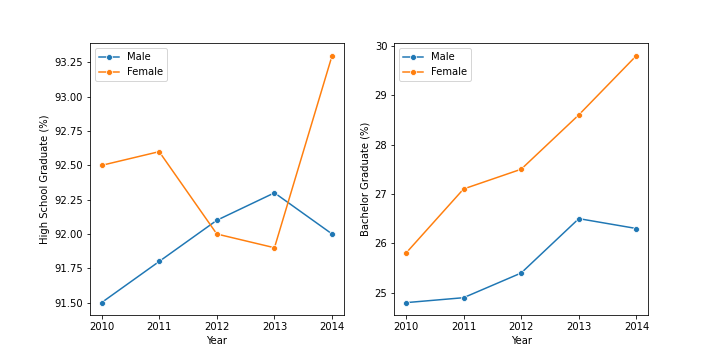 High School Graduate (%)
93.25
93.00
92.75
92.50
92.25
92.00
91.75
91.50
Male
Female
2010 2011 2012 2013 2014
Year
Bachelor Graduate (%)
30
29
28
27
26
25
Male
Female
2010 2011 2012 2013 2014
Year